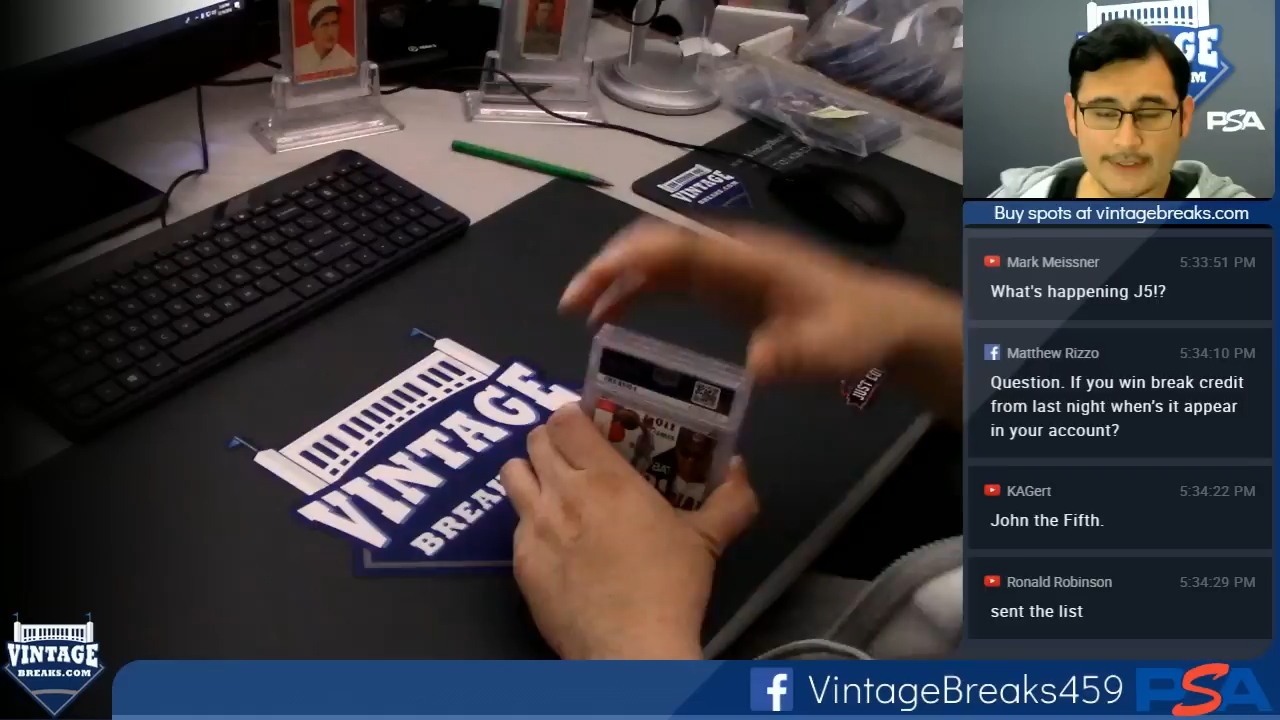 VINTAGE
PSA
Buy spots at vintagebreaks.com
Mark Meissner 5:33:51 PM
What's happening J5!?
Matthew Rizzo 5:34:10 PM
Question. If you win break credit
from last night when's it appear
in your account?
KAGert 5:34:22 PM
John the Fifth.
Ronald Robinson 5:34:29 PM
sent the list
VINTAGE
VINTAGE
VINTAGE
BREAKS.COM
VintageBreaks459
PSA